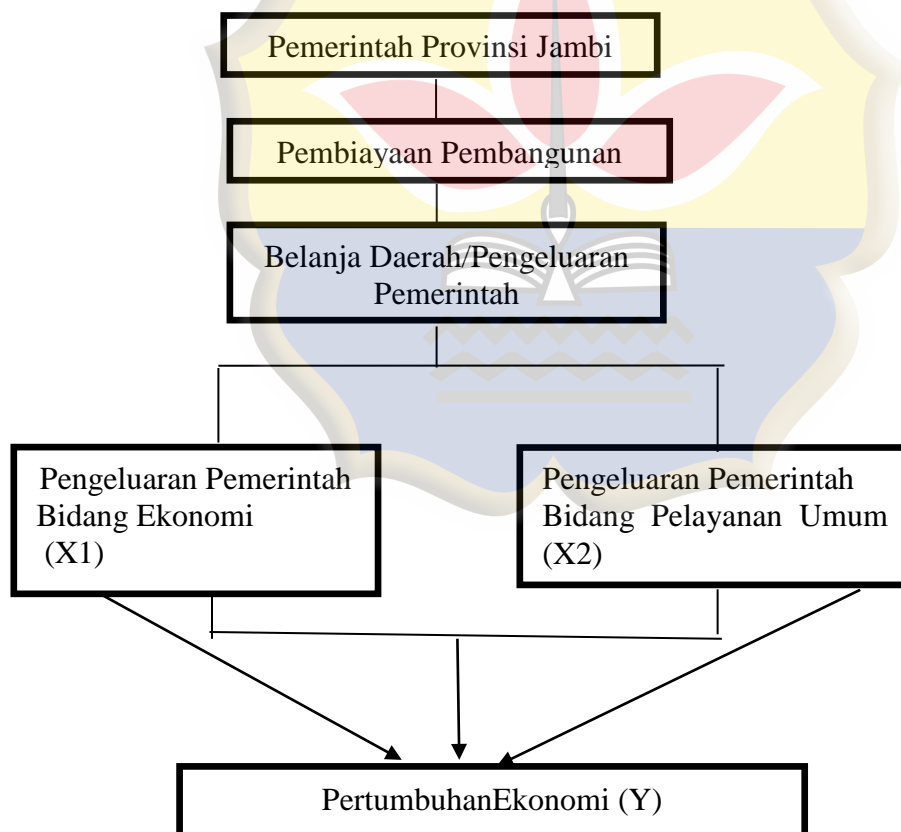 Pemerintah Provinsi Jambi
Pembiayaan Pembangunan
Belanja Daerah/Pengeluaran
Pemerintah
Pengeluaran Pemerintah
Bidang Ekonomi
(X1)
Pengeluaran Pemerintah
Bidang Pelayanan Umum
(X2)
PertumbuhanEkonomi (Y)